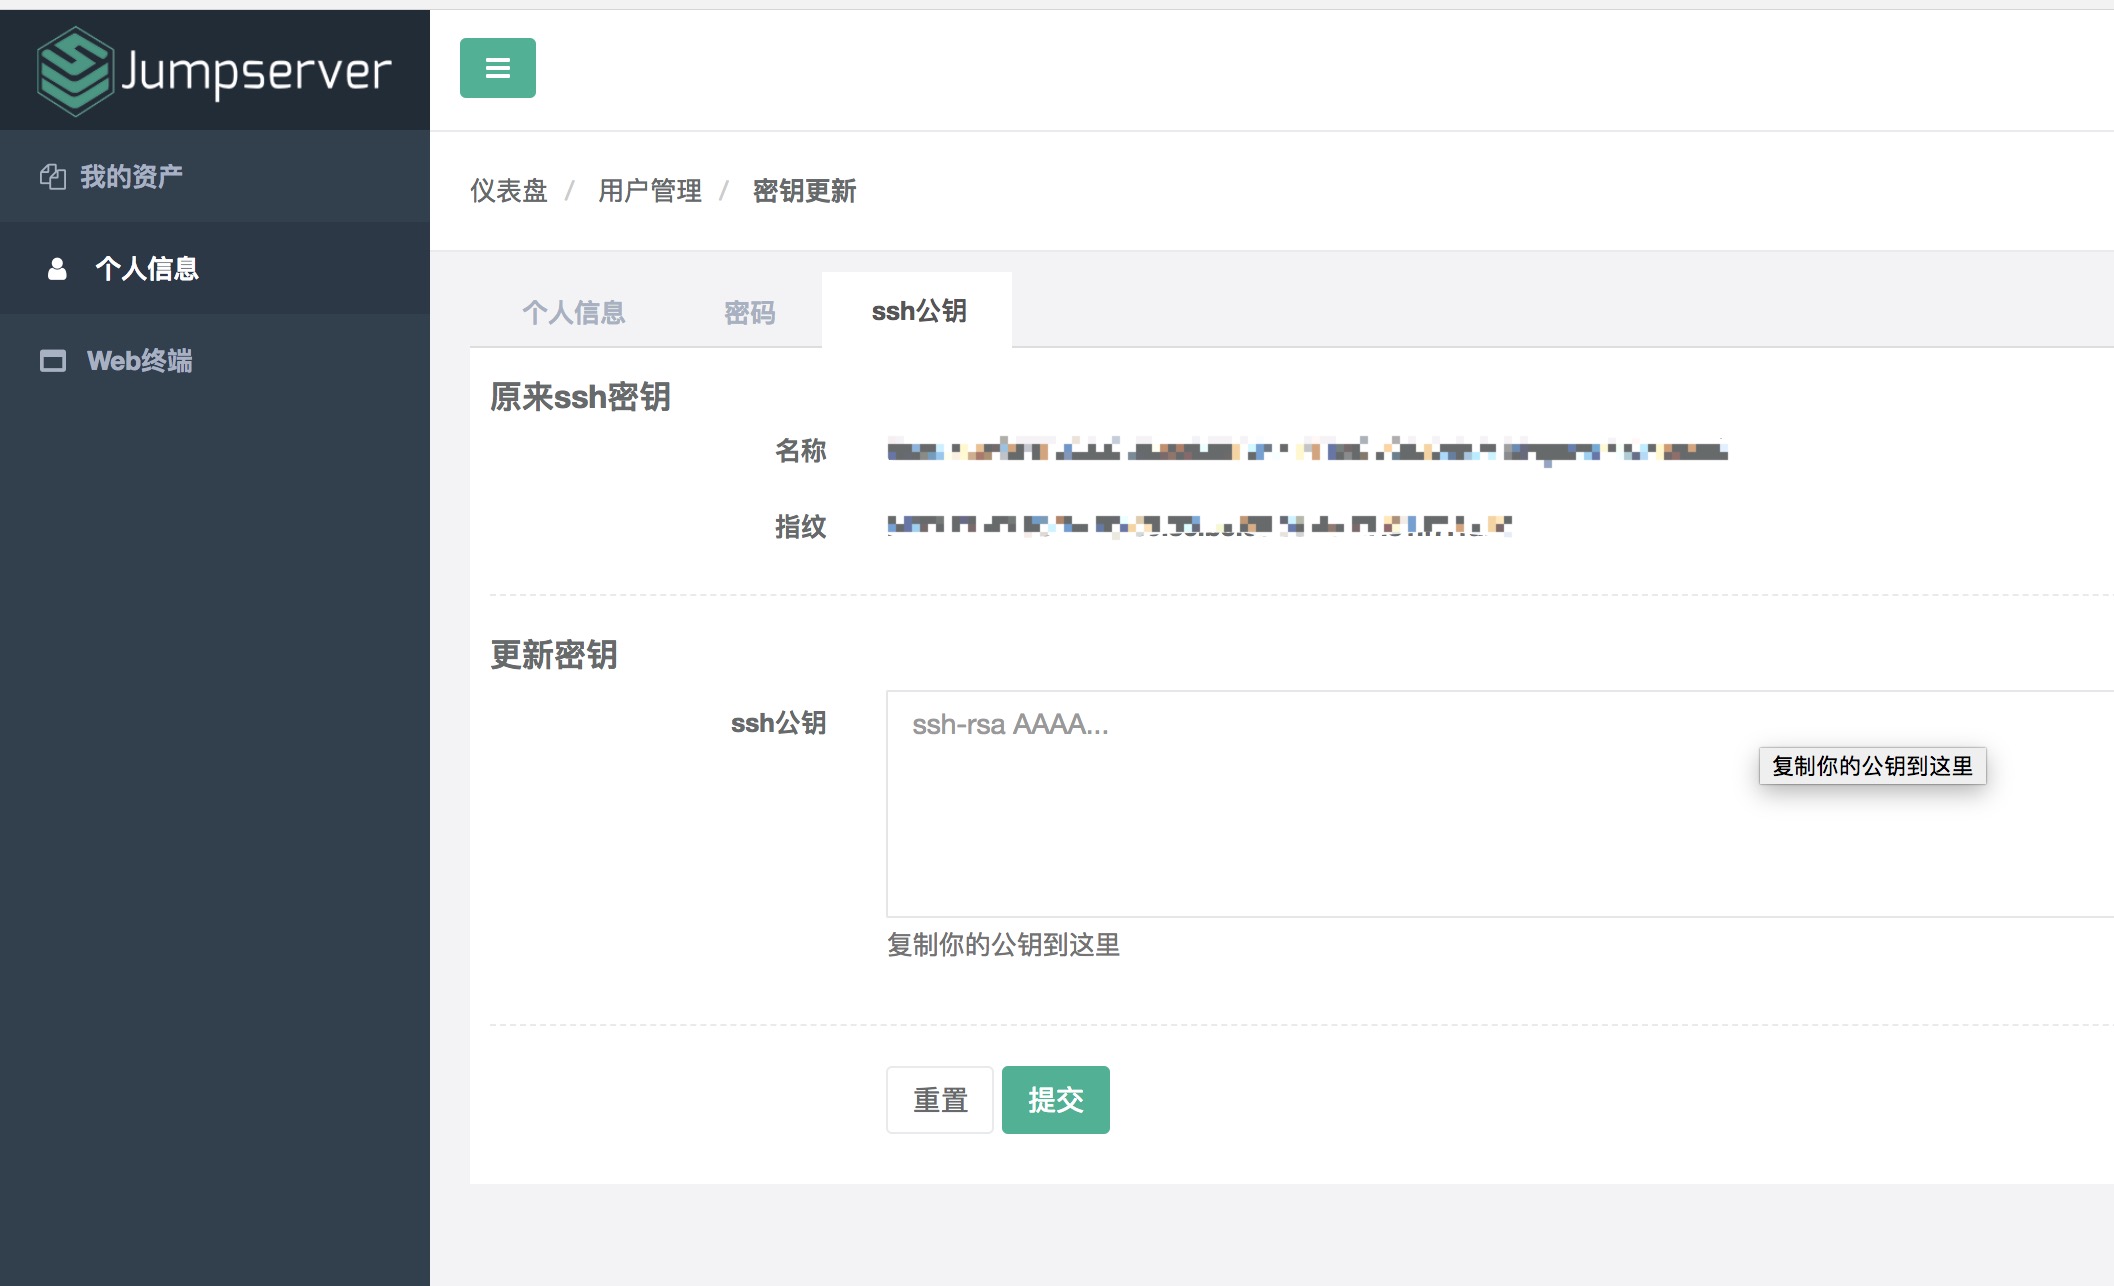 Jumpserver
我的资产
个人信息
Web终端
仪表盘 / 用户管理 / 密钥更新
个人信息 密码 ssh公钥
原来ssh密钥
名称
指纹
更新密钥
ssh公钥 ssh-rsa AAAA...
复制你的公钥到这里
复制你的公钥到这里
重置 提交